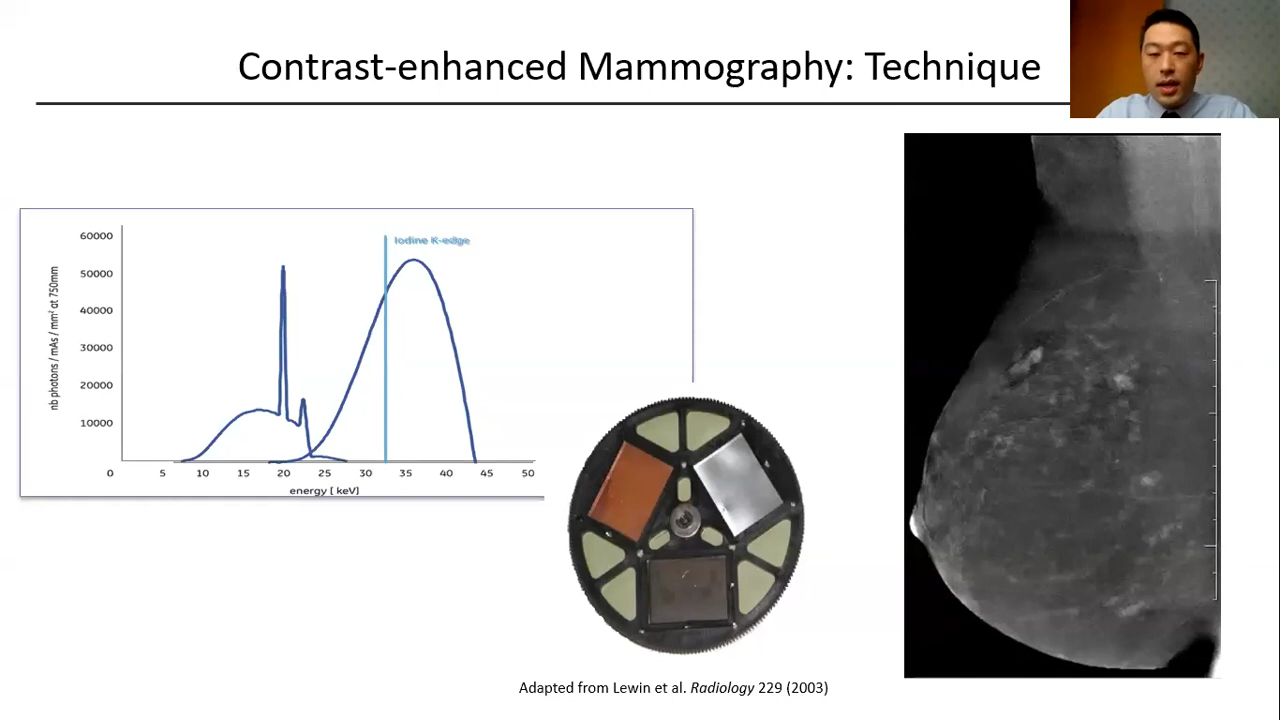 Contrast-enhanced Mammography: Technique
Iodine K-edge
60000
50000
40000
30000
20000
10000
nb photons / mAs / mm² at 750mm
0 5 10 15 20 25 30 35 40 45 50
energy [ keV]
Adapted from Lewin et al. Radiology 229 (2003)